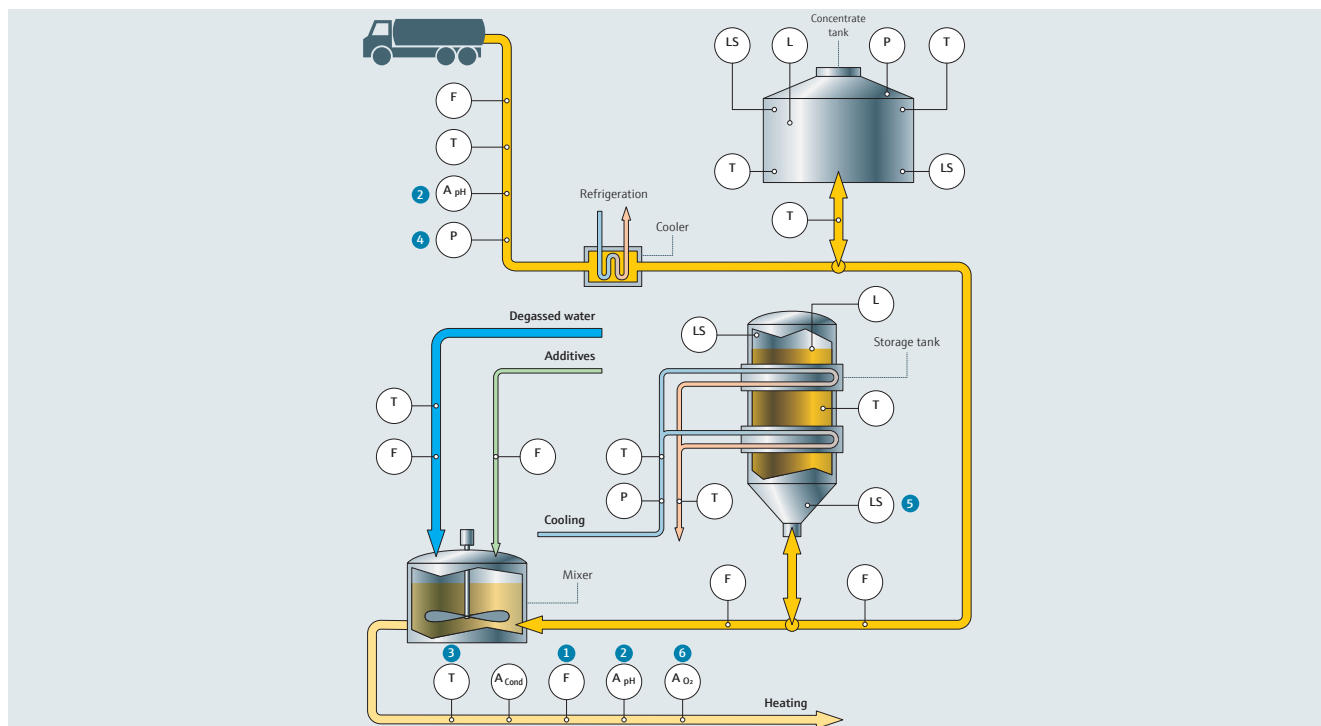 Concentrate
tank
LS
L
P
T
F
T
2
A pH
4
P
T
LS
Refrigeration
Cooler
T
Degassed water
Additives
L
LS
Storage tank
T
T
F
F
T
P
T
LS
5
Cooling
Mixer
F
F
3
1
2
6
T
A Cond
F
A pH
A O₂
Heating